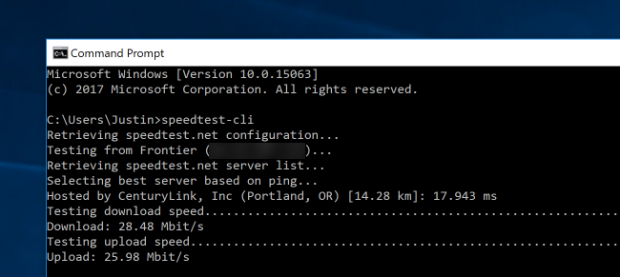 Command Prompt
Microsoft Windows [Version 10.0.15063]
(c) 2017 Microsoft Corporation. All rights reserved.
C:\Users\Justin>speedtest-cli
Retrieving speedtest.net configuration...
Testing from Frontier ( )...
Retrieving speedtest.net server list...
Selecting best server based on ping...
Hosted by CenturyLink, Inc (Portland, OR) [14.28 km]: 17.943 ms
Testing download speed................................................................
Download: 28.48 Mbit/s
Testing upload speed..................................................................
Upload: 25.98 Mbit/s